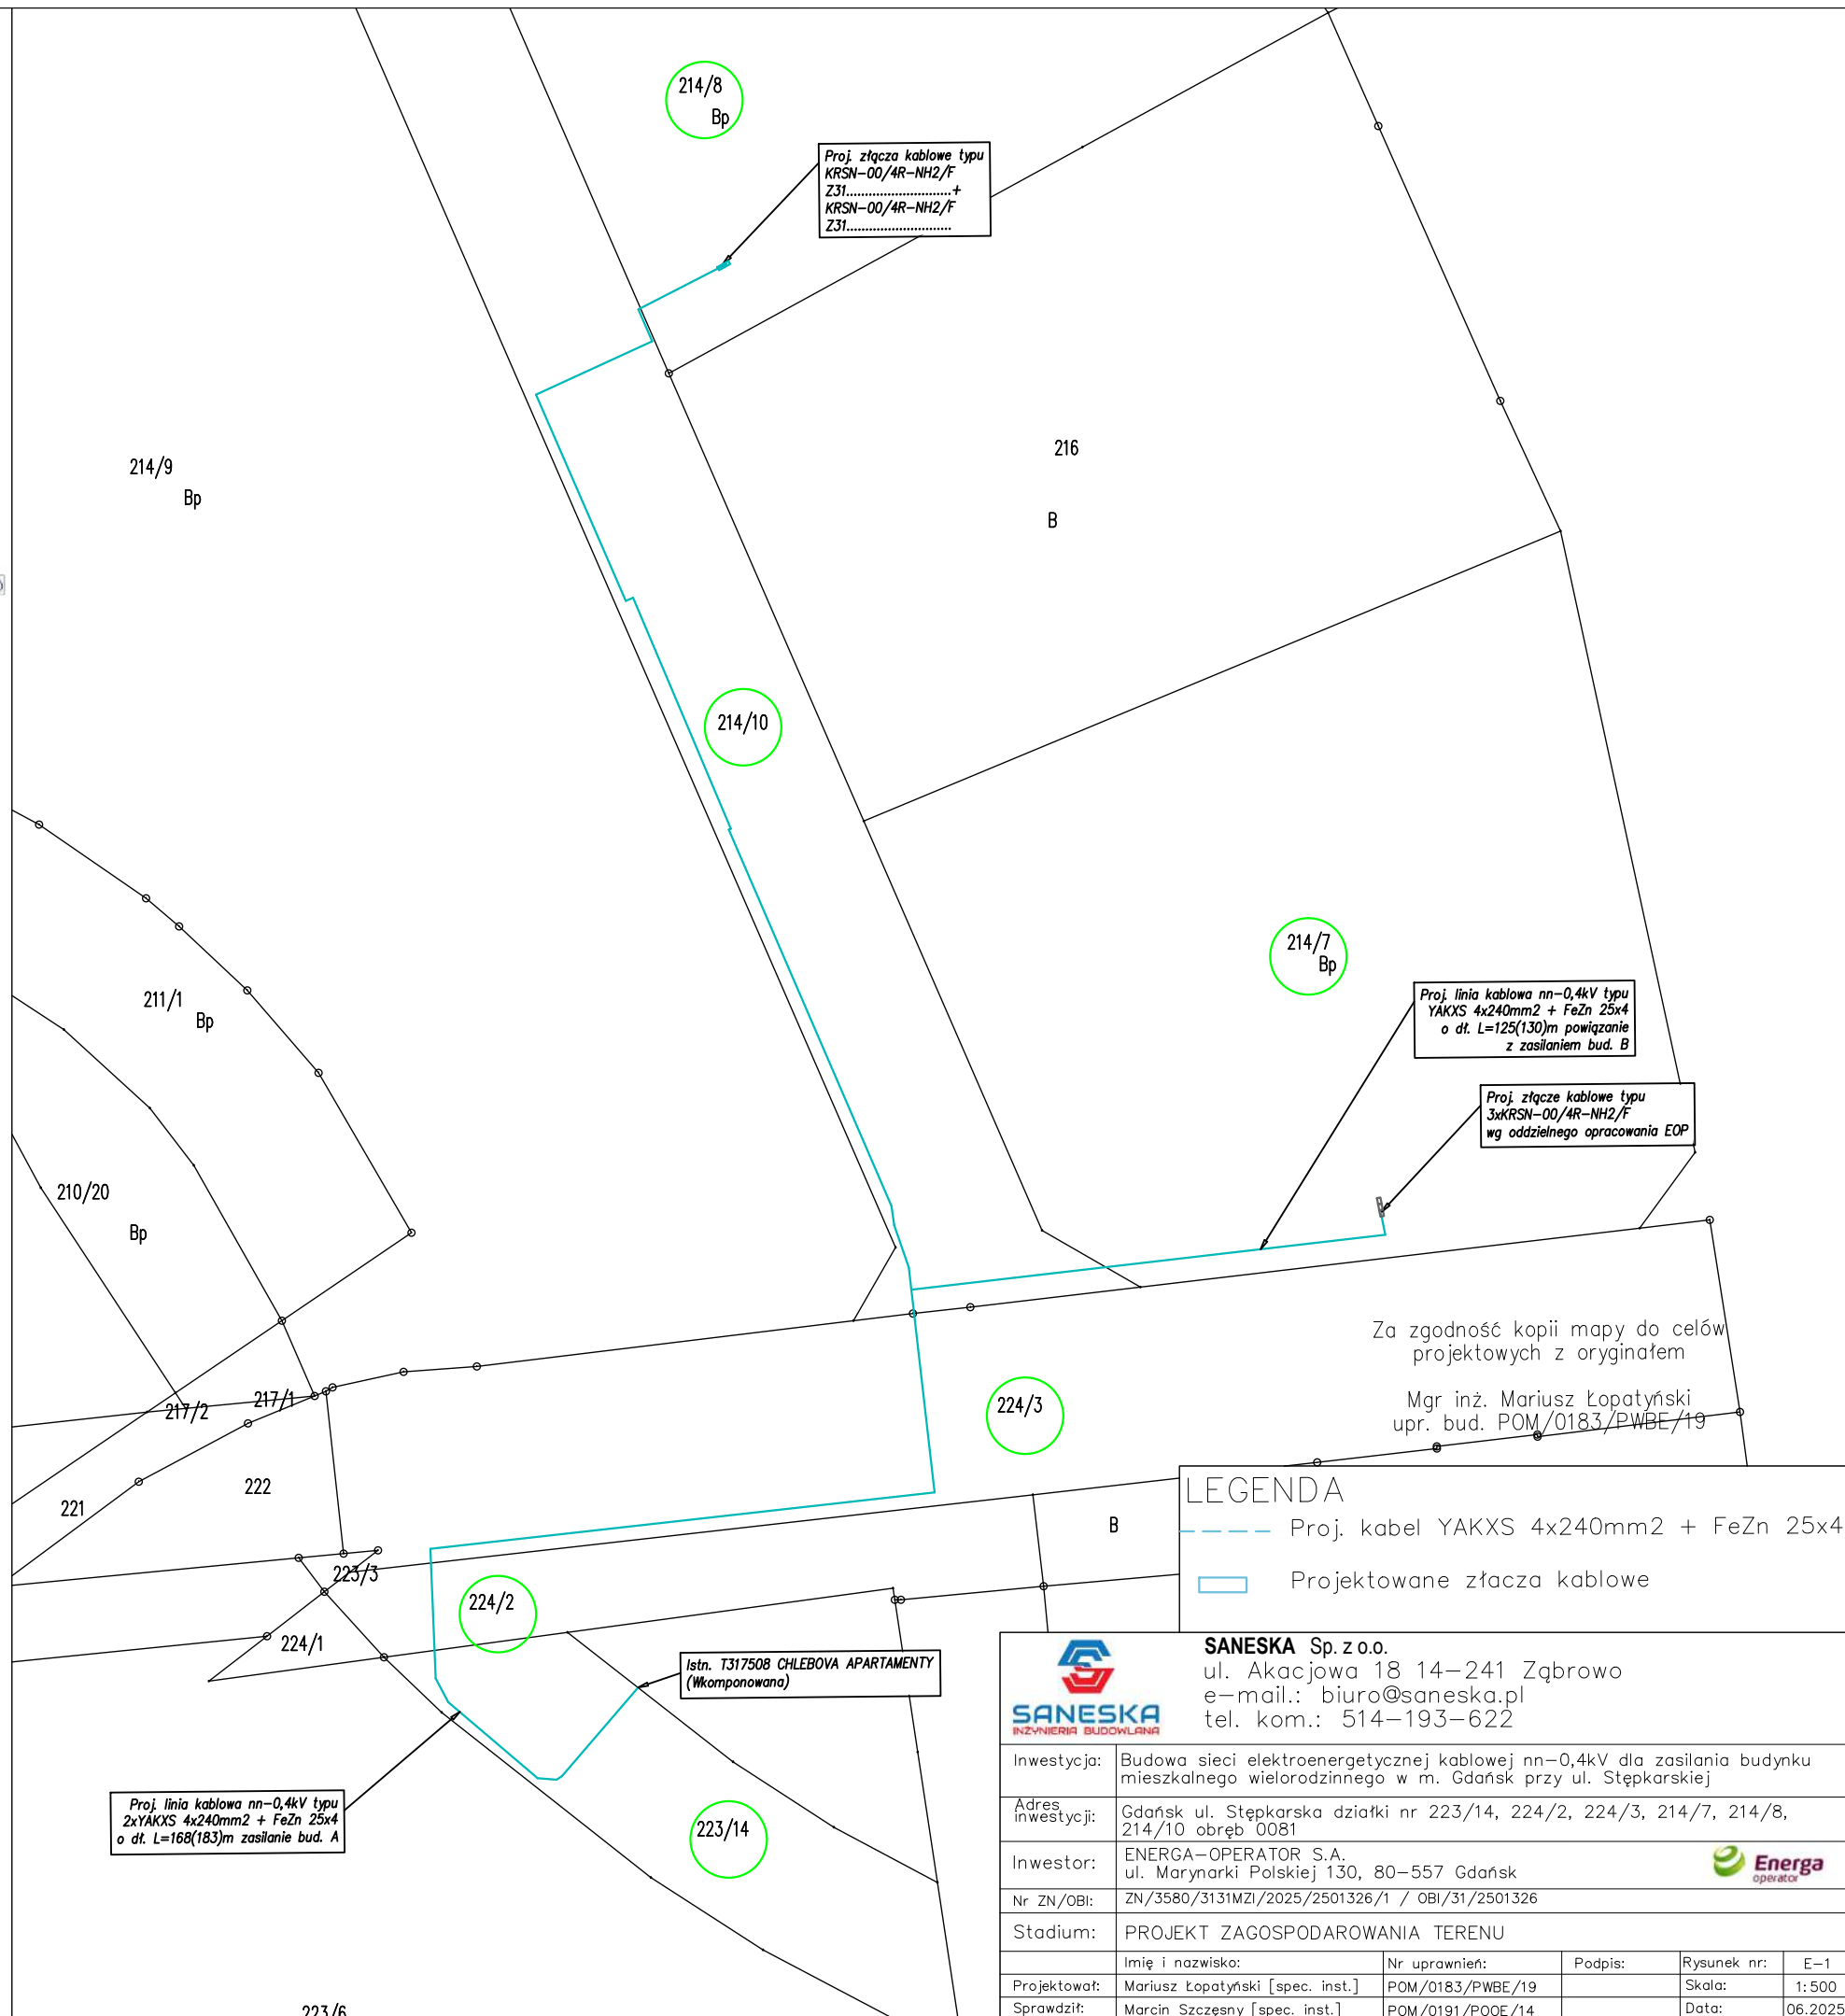 214/8
Bp
Proj. złącza kablowe typu
KRSN-00/4R-NH2/F
Z31............................+
KRSN-00/4R-NH2/F
Z31............................
214/9
Bp
216
B
214/10
214/7
Bp
211/1
Bp
Proj. linia kablowa nn-0,4kV typu
YAKXS 4x240mm2 + FeZn 25x4
o dł. L=125(130)m powiązanie
z zasilaniem bud. B
Proj. złącze kablowe typu
3xKRSN-00/4R-NH2/F
wg oddzielnego opracowania EOP
210/20
Bp
Za zgodność kopii mapy do celów
projektowych z oryginałem
Mgr inż. Mariusz Łopatyński
upr. bud. POM/0183/PWBE/19
217/2
217/1
224/3
221
222
B
LEGENDA
Proj. kabel YAKXS 4x240mm2 + FeZn 25x4
Projektowane złacza kablowe
223/3
224/2
224/1
Istn. T317508 CHLEBOVA APARTAMENTY
(Wkomponowana)
Proj. linia kablowa nn-0,4kV typu
2xYAKXS 4x240mm2 + FeZn 25x4
o dł. L=168(183)m zasilanie bud. A
223/14
223/6
SANESKA
INŻYNIERIA BUDOWLANA
SANESKA Sp. z o.o.
ul. Akacjowa 18 14-241 Ząbrowo
e-mail.: biuro@saneska.pl
tel. kom.: 514-193-622
Inwestycja: Budowa sieci elektroenergetycznej kablowej nn-0,4kV dla zasilania budynku
mieszkalnego wielorodzinnego w m. Gdańsk przy ul. Stępkarskiej
Adres
inwestycji: Gdańsk ul. Stępkarska działki nr 223/14, 224/2, 224/3, 214/7, 214/8,
214/10 obręb 0081
Inwestor: ENERGA-OPERATOR S.A.
ul. Marynarki Polskiej 130, 80-557 Gdańsk
Energa
operator
Nr ZN/OBI: ZN/3580/3131MZI/2025/2501326/1 / OBI/31/2501326
Stadium: PROJEKT ZAGOSPODAROWANIA TERENU
Imię i nazwisko: Nr uprawnień: Podpis: Rysunek nr: E-1
Projektował: Mariusz Łopatyński [spec. inst.] POM/0183/PWBE/19 Skala: 1:500
Sprawdził: Marcin Szczęsny [spec. inst.] POM/0191/POOE/14 Data: 06.2025